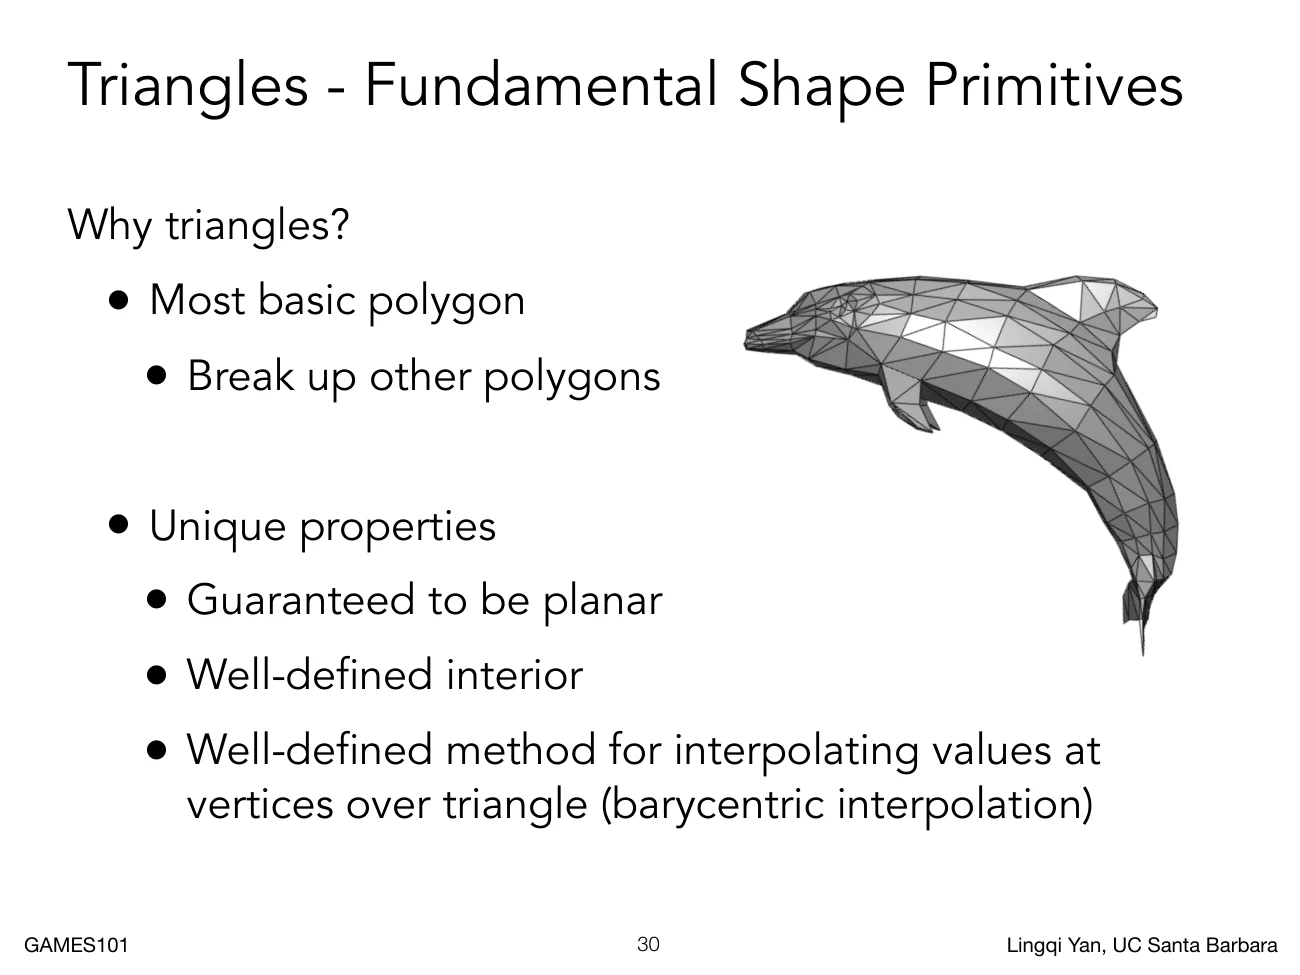 Triangles - Fundamental Shape Primitives
Why triangles?
• Most basic polygon
• Break up other polygons
• Unique properties
• Guaranteed to be planar
• Well-defined interior
• Well-defined method for interpolating values at
vertices over triangle (barycentric interpolation)
GAMES101
30
Lingqi Yan, UC Santa Barbara